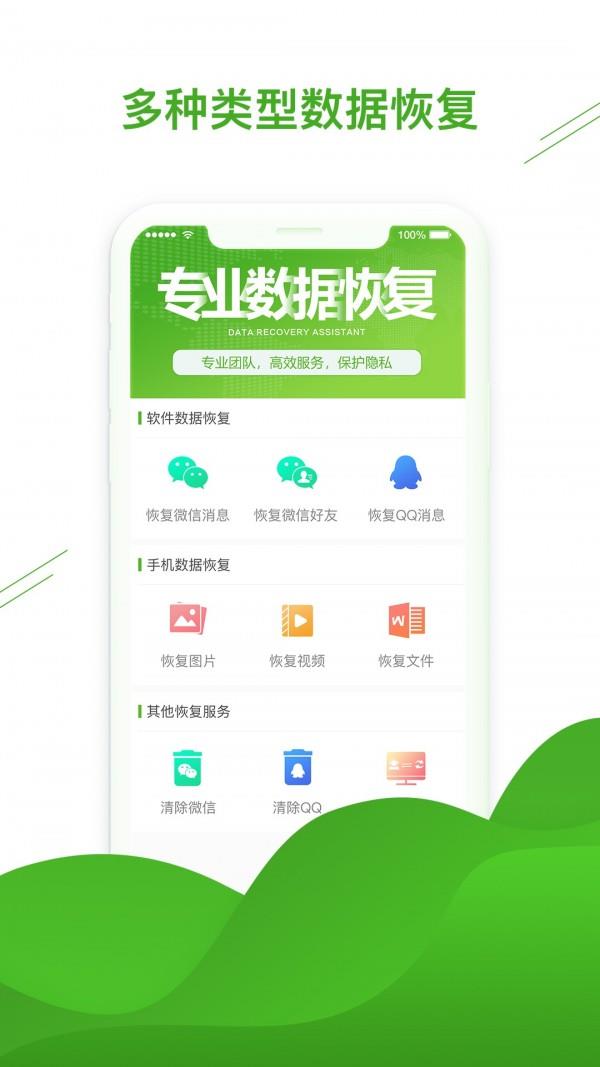 多种类型数据恢复
100%
专业数据恢复
DATA RECOVERY ASSISTANT
专业团队，高效服务，保护隐私
软件数据恢复
恢复微信消息 恢复微信好友 恢复QQ消息
手机数据恢复
W
恢复图片 恢复视频 恢复文件
其他恢复服务
清除微信 清除QQ